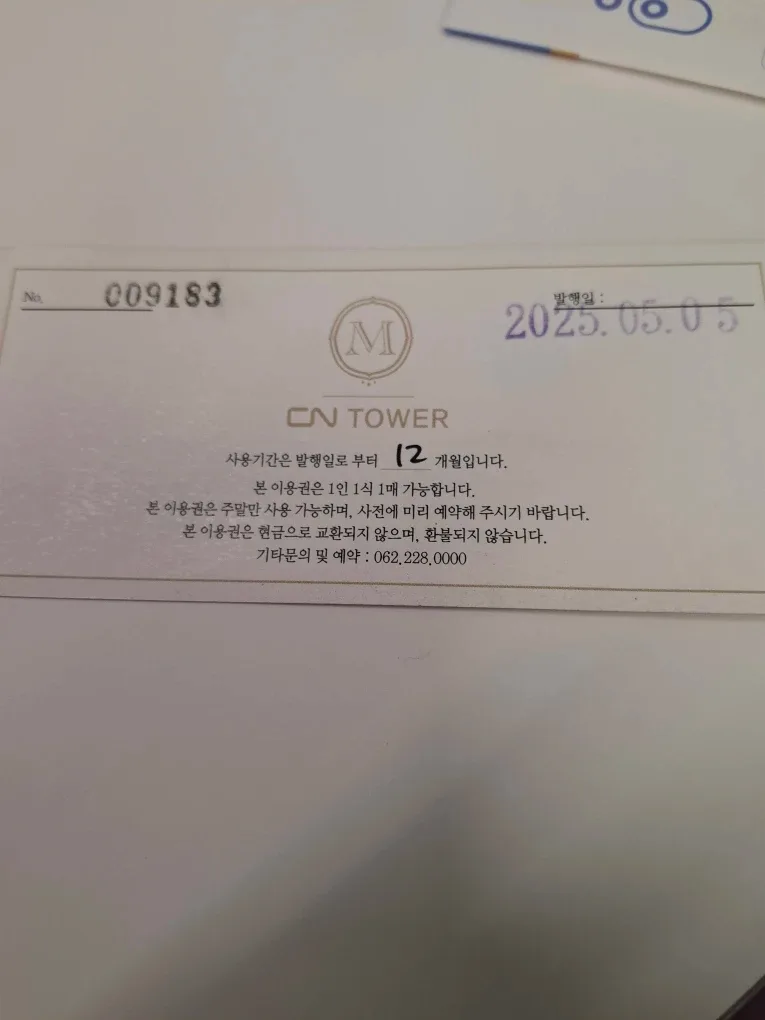 No. 009183
발행일 :
2025.05.05
M
CN TOWER
사용기간은 발행일로 부터 12 개월입니다.
본 이용권은 1인 1식 1매 가능합니다.
본 이용권은 주말만 사용 가능하며, 사전에 미리 예약해 주시기 바랍니다.
본 이용권은 현금으로 교환되지 않으며, 환불되지 않습니다.
기타문의 및 예약 : 062.228.0000